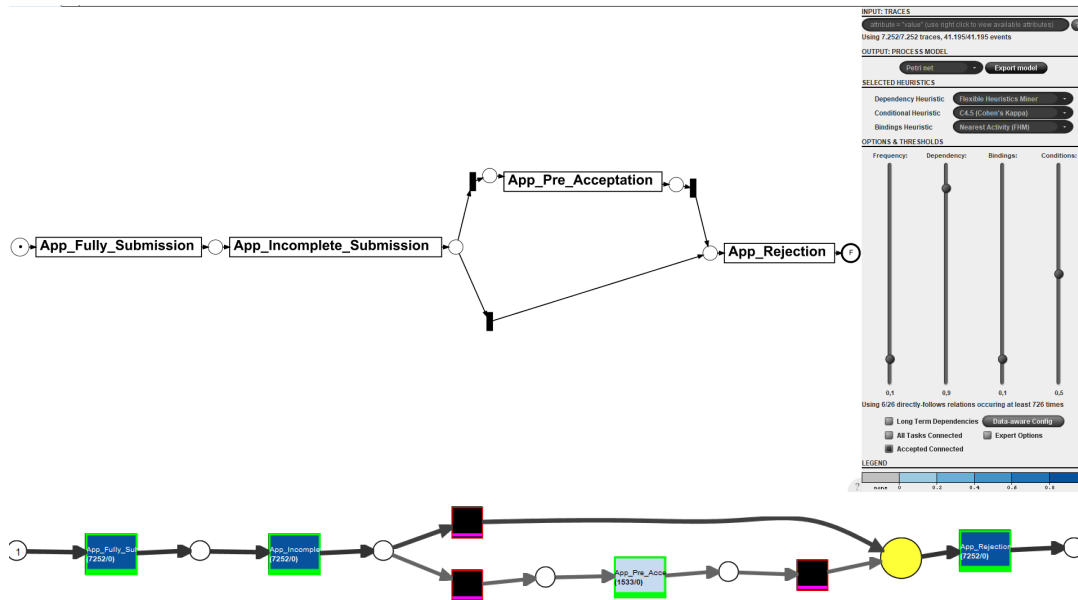 INPUT: TRACES
attribute = "value" (use right click to view available attributes)
Using 7.252/7.252 traces, 41.195/41.195 events
OUTPUT: PROCESS MODEL
Petri net
Export model
SELECTED HEURISTICS
Dependency Heuristic
Flexible Heuristics Miner
Conditional Heuristic
C4.5 (Cohen's Kappa)
Bindings Heuristic
Nearest Activity (FHM)
OPTIONS & THRESHOLDS
Frequency: Dependency: Bindings: Conditions:
0,1 0,9 0,1 0,5
Using 6/26 directly-follows relations occuring at least 726 times
Long Term Dependencies
Data-aware Config
All Tasks Connected
Expert Options
Accepted Connected
LEGEND
? none 0 0.2 0.4 0.6 0.8
App_Pre_Acceptation
App_Fully_Submission
App_Incomplete_Submission
App_Rejection
F
1
App_Fully_Su
(7252/0)
App_Incomple
(7252/0)
App_Pre_Acce
(1533/0)
App_Rejection
(7252/0)